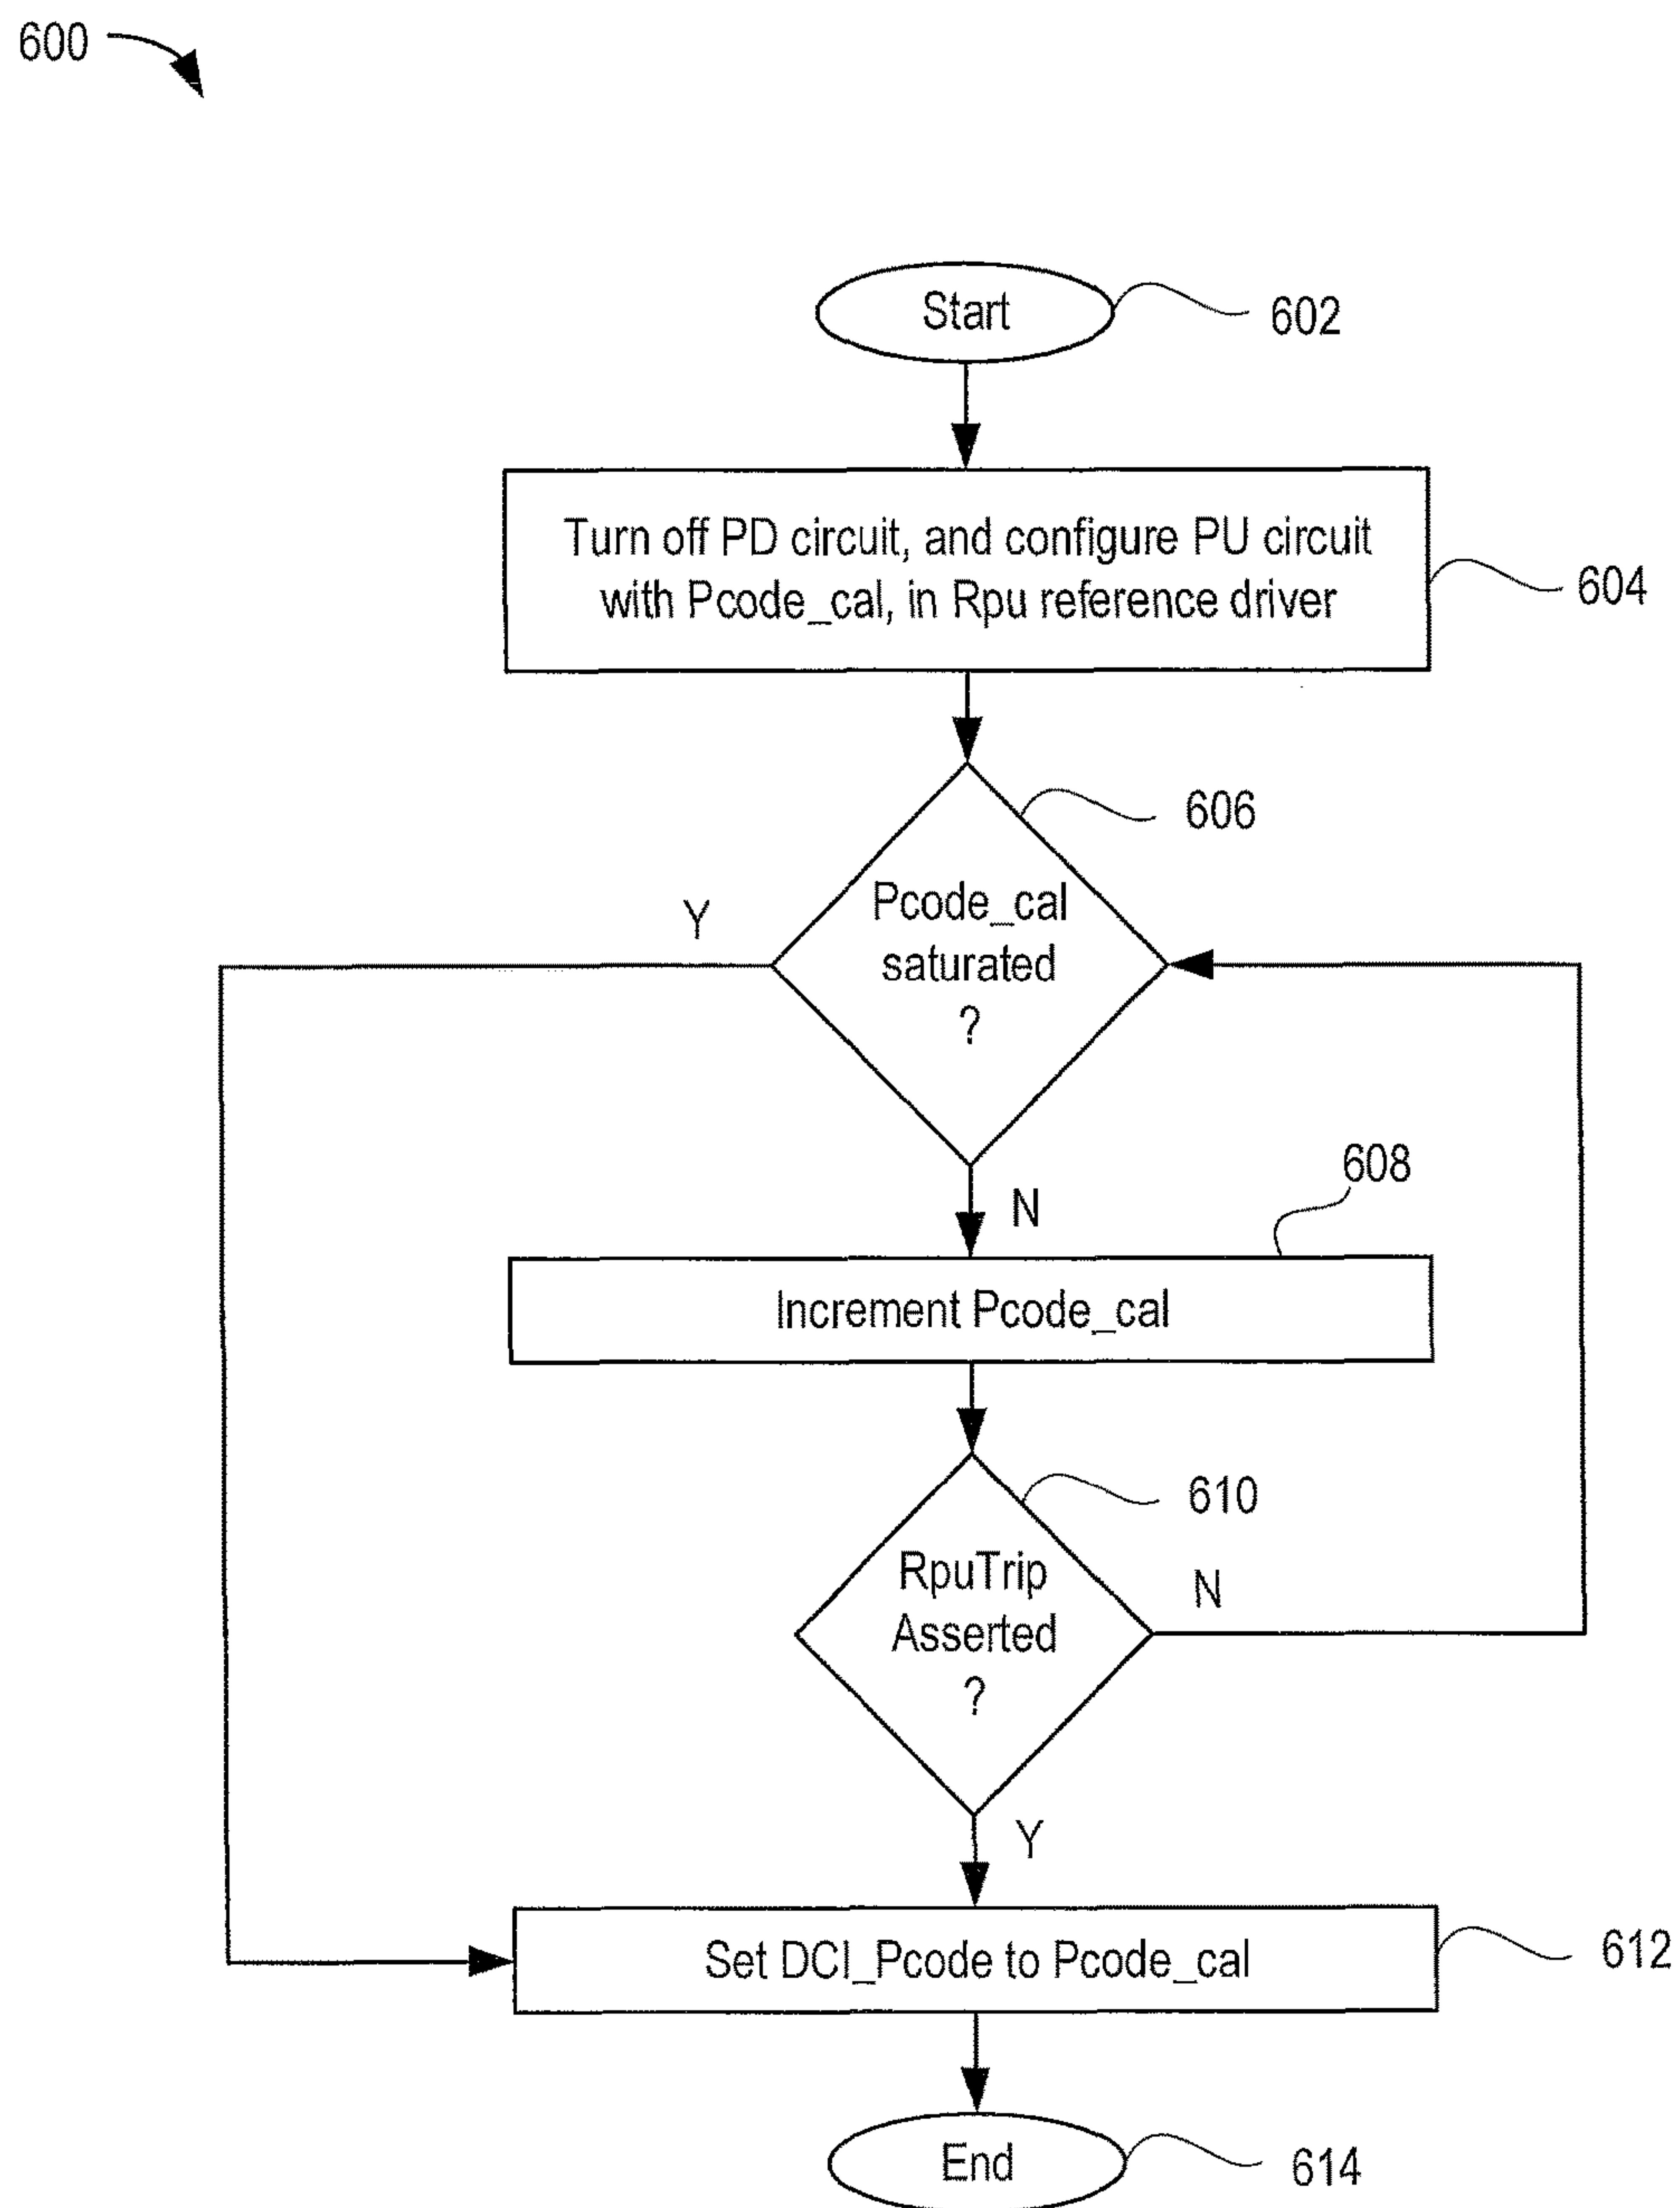 600
Start
602
Turn off PD circuit, and configure PU circuit
with Pcode_cal, in Rpu reference driver
604
606
Pcode_cal
saturated
?
Y
N
608
Increment Pcode_cal
610
RpuTrip
Asserted
?
N
Y
Set DCI_Pcode to Pcode_cal
612
End
614